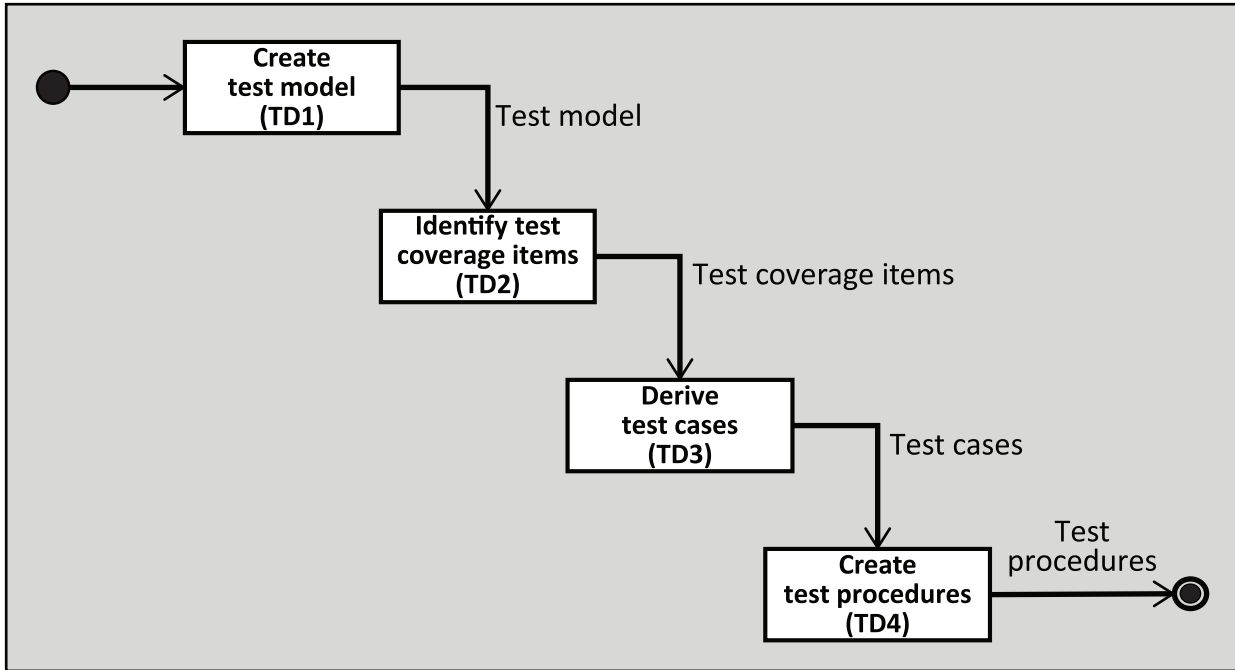 Create
test model
(TD1)
Test model
Identify test
coverage items
(TD2)
Test coverage items
Derive
test cases
(TD3)
Test cases
Create
test procedures
(TD4)
Test
procedures